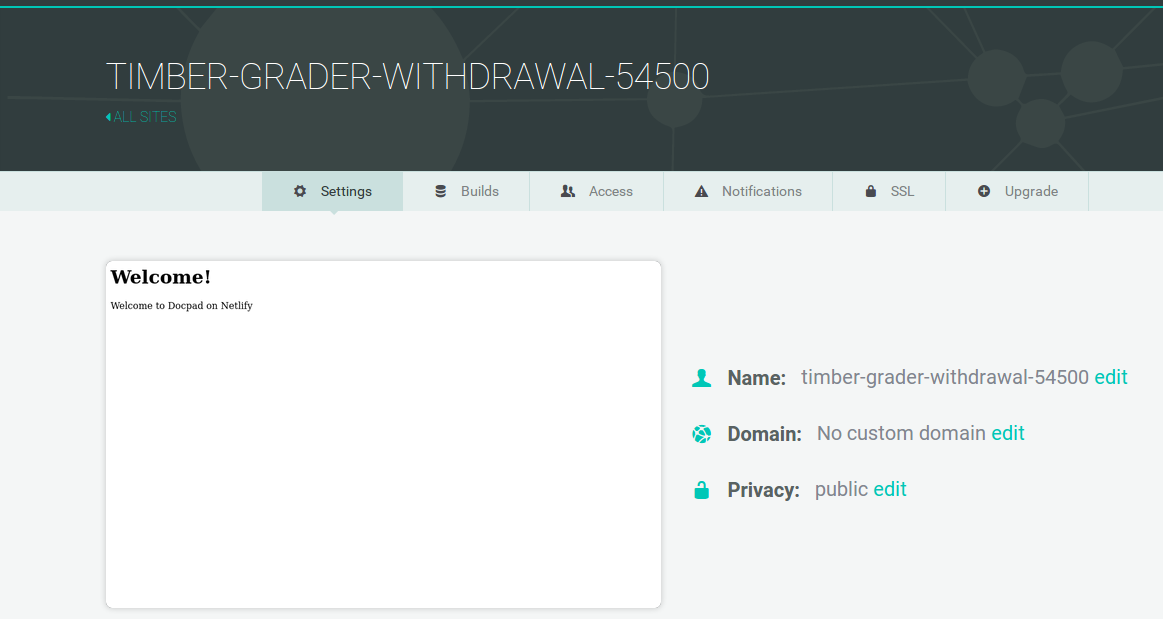 TIMBER-GRADER-WITHDRAWAL-54500
ALL SITES
Settings Builds Access Notifications SSL Upgrade
Welcome!
Welcome to Docpad on Netlify
Name: timber-grader-withdrawal-54500 edit
Domain: No custom domain edit
Privacy: public edit